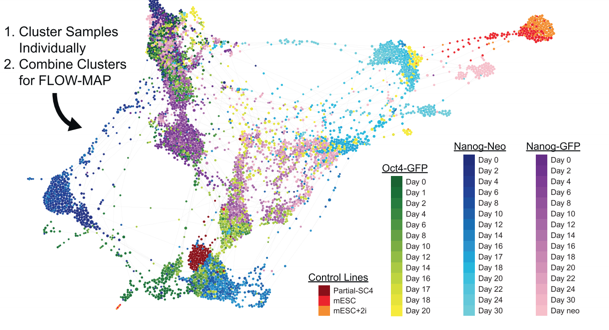 1. Cluster Samples
Individually
2. Combine Clusters
for FLOW-MAP
Control Lines
Partial-SC4
mESC
mESC+2i
Oct4-GFP
Day 0
Day 1
Day 2
Day 4
Day 6
Day 8
Day 10
Day 12
Day 14
Day 16
Day 17
Day 18
Day 20
Nanog-Neo
Day 0
Day 2
Day 4
Day 6
Day 8
Day 10
Day 12
Day 14
Day 16
Day 17
Day 18
Day 20
Day 22
Day 24
Day 30
Nanog-GFP
Day 0
Day 2
Day 4
Day 6
Day 8
Day 10
Day 12
Day 14
Day 16
Day 18
Day 20
Day 22
Day 24
Day 30
Day neo